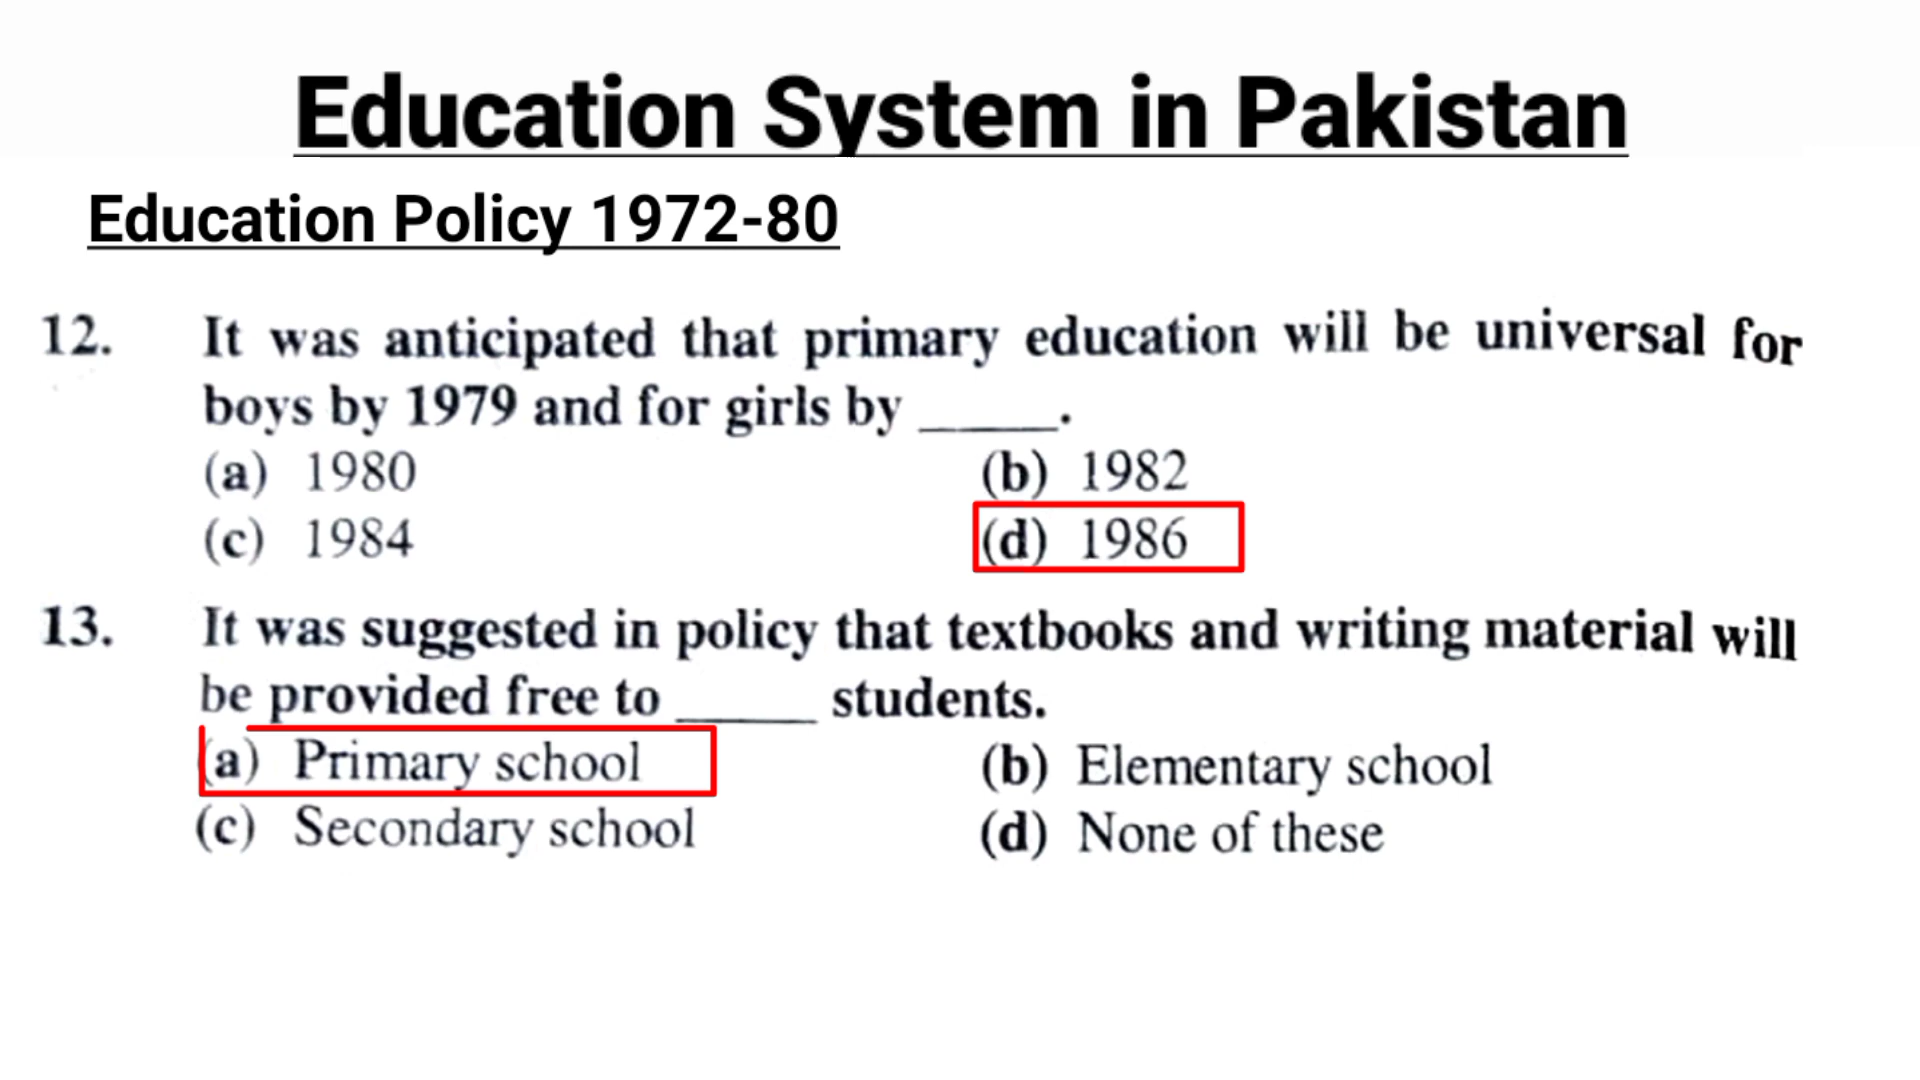 Education System in Pakistan
Education Policy 1972-80
12. It was anticipated that primary education will be universal for
boys by 1979 and for girls by _____.
(a) 1980 (b) 1982
(c) 1984 (d) 1986
13. It was suggested in policy that textbooks and writing material will
be provided free to _____ students.
(a) Primary school (b) Elementary school
(c) Secondary school (d) None of these